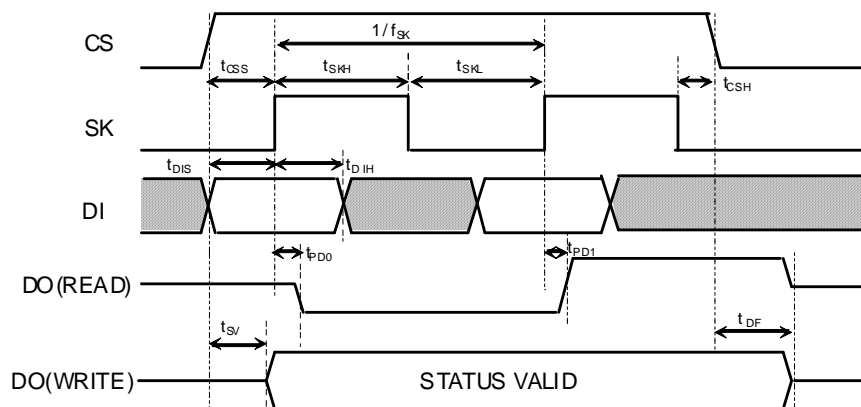 CS
1/fSK
tCSS
tSKH
tSKL
tCSH
SK
tDIS
tDIH
DI
tPD0
tPD1
DO(READ)
tSV
tDF
DO(WRITE)
STATUS VALID